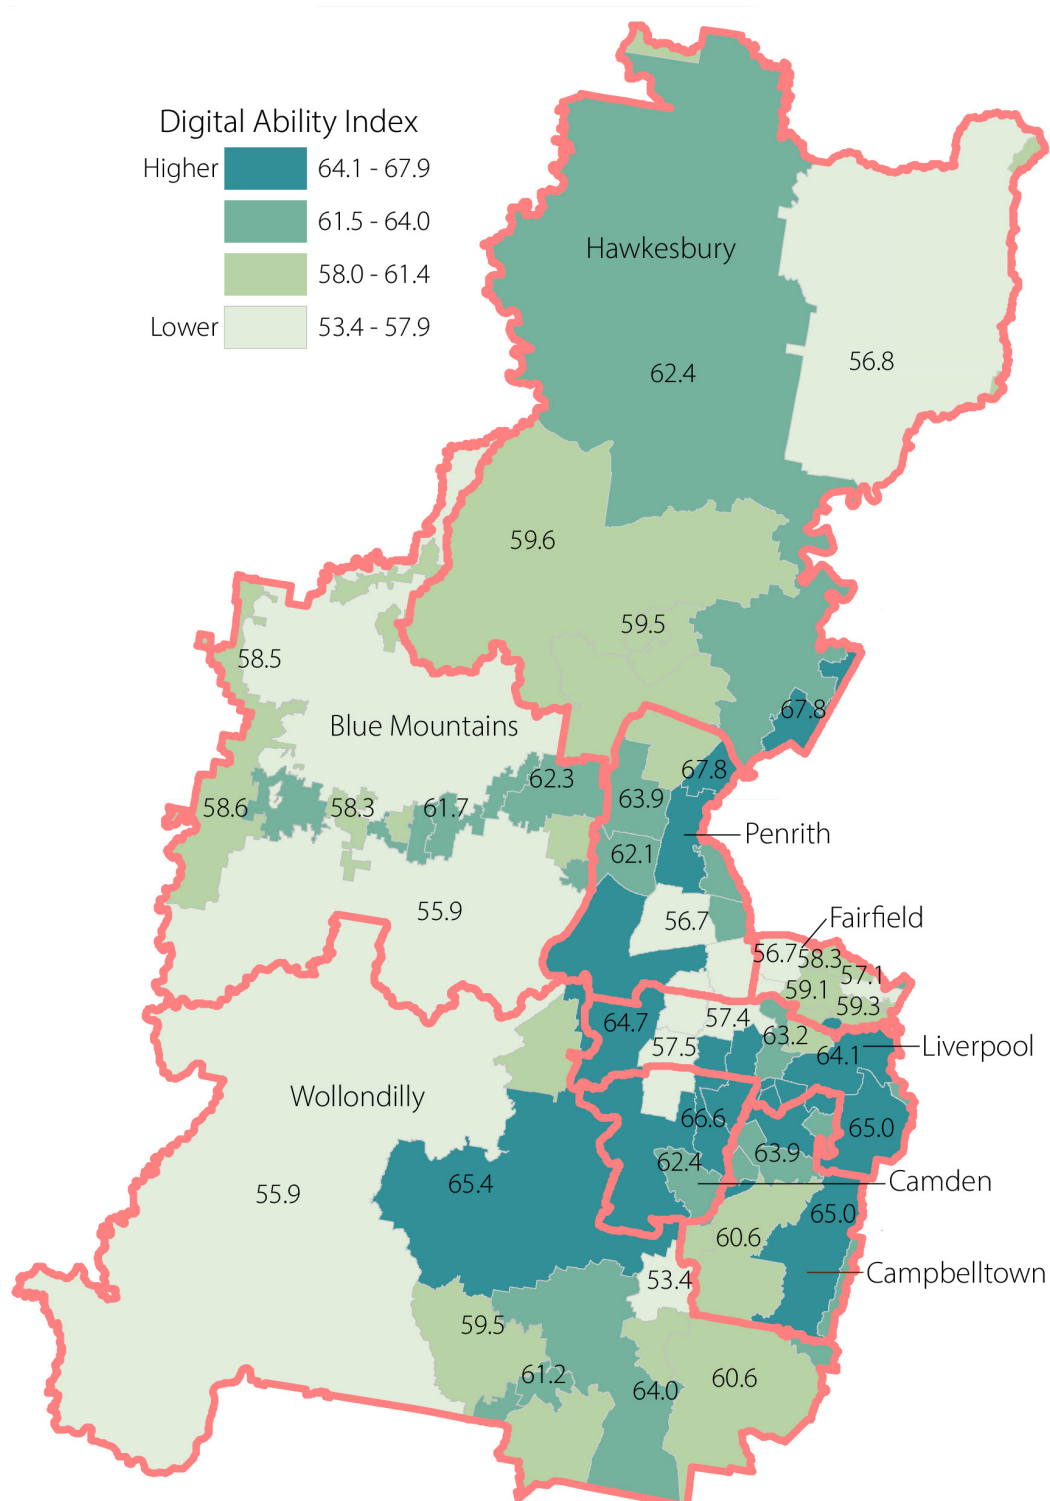 Digital Ability Index
Higher 64.1 - 67.9
61.5 - 64.0
58.0 - 61.4
Lower 53.4 - 57.9
Hawkesbury
56.8
62.4
59.6
59.5
58.5
67.8
Blue Mountains
67.8
62.3
63.9
58.6 58.3 61.7
Penrith
62.1
55.9
56.7
Fairfield
56.7 58.3
57.1
59.1
59.3
64.7 57.4
63.2
57.5 64.1 Liverpool
Wollondilly
66.6
65.0
63.9
62.4
65.4
Camden
55.9
65.0
60.6
53.4
Campbelltown
59.5
61.2
60.6
64.0